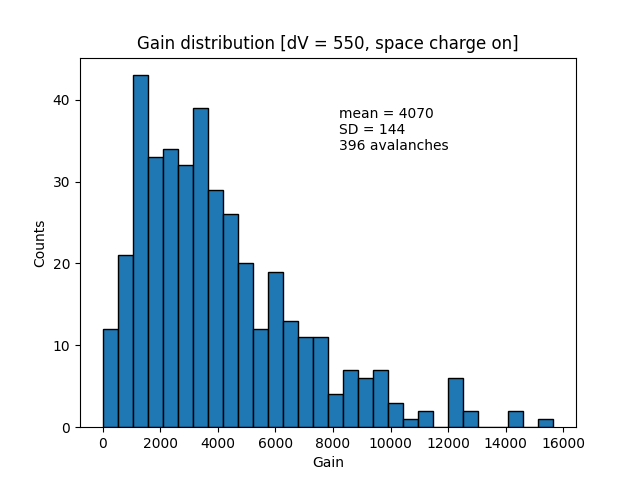 Gain distribution [dV = 550, space charge on]
mean = 4070
SD = 144
396 avalanches
Counts
40
30
20
10
0
0 2000 4000 6000 8000 10000 12000 14000 16000
Gain